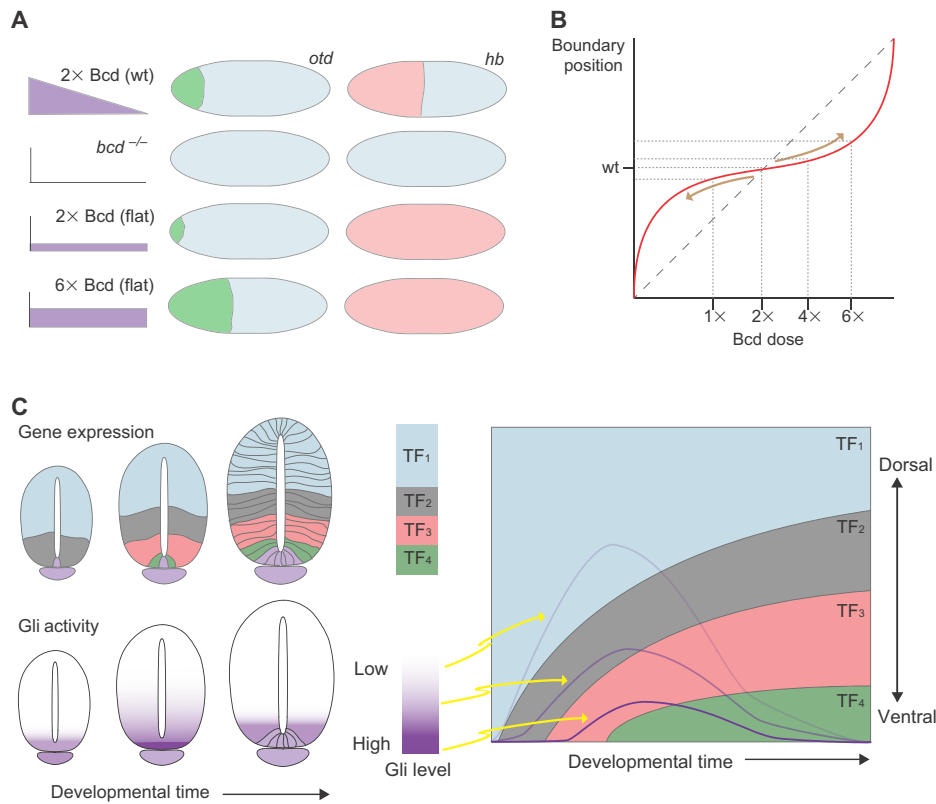 A
2× Bcd (wt)
otd
hb
bcd –/–
2× Bcd (flat)
6× Bcd (flat)
B
Boundary
position
wt
1×
2×
4×
6×
Bcd dose
C
Gene expression
TF1
TF2
TF3
TF4
Gli activity
Developmental time
Low
High
Gli level
TF1
TF2
TF3
TF4
Dorsal
Ventral
Developmental time